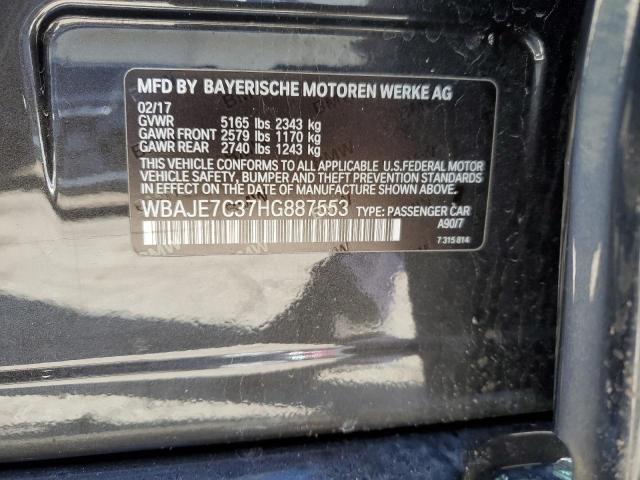 MFD BY BAYERISCHE MOTOREN WERKE AG
02/17
GVWR 5165 lbs 2343 kg
GAWR FRONT 2579 lbs 1170 kg
GAWR REAR 2740 lbs 1243 kg
THIS VEHICLE CONFORMS TO ALL APPLICABLE U.S.FEDERAL MOTOR
VEHICLE SAFETY, BUMPER AND THEFT PREVENTION STANDARDS IN
EFFECT ON THE DATE OF MANUFACTURE SHOWN ABOVE.
WBAJE7C37HG887553 TYPE: PASSENGER CAR
A90/7
7 315 814